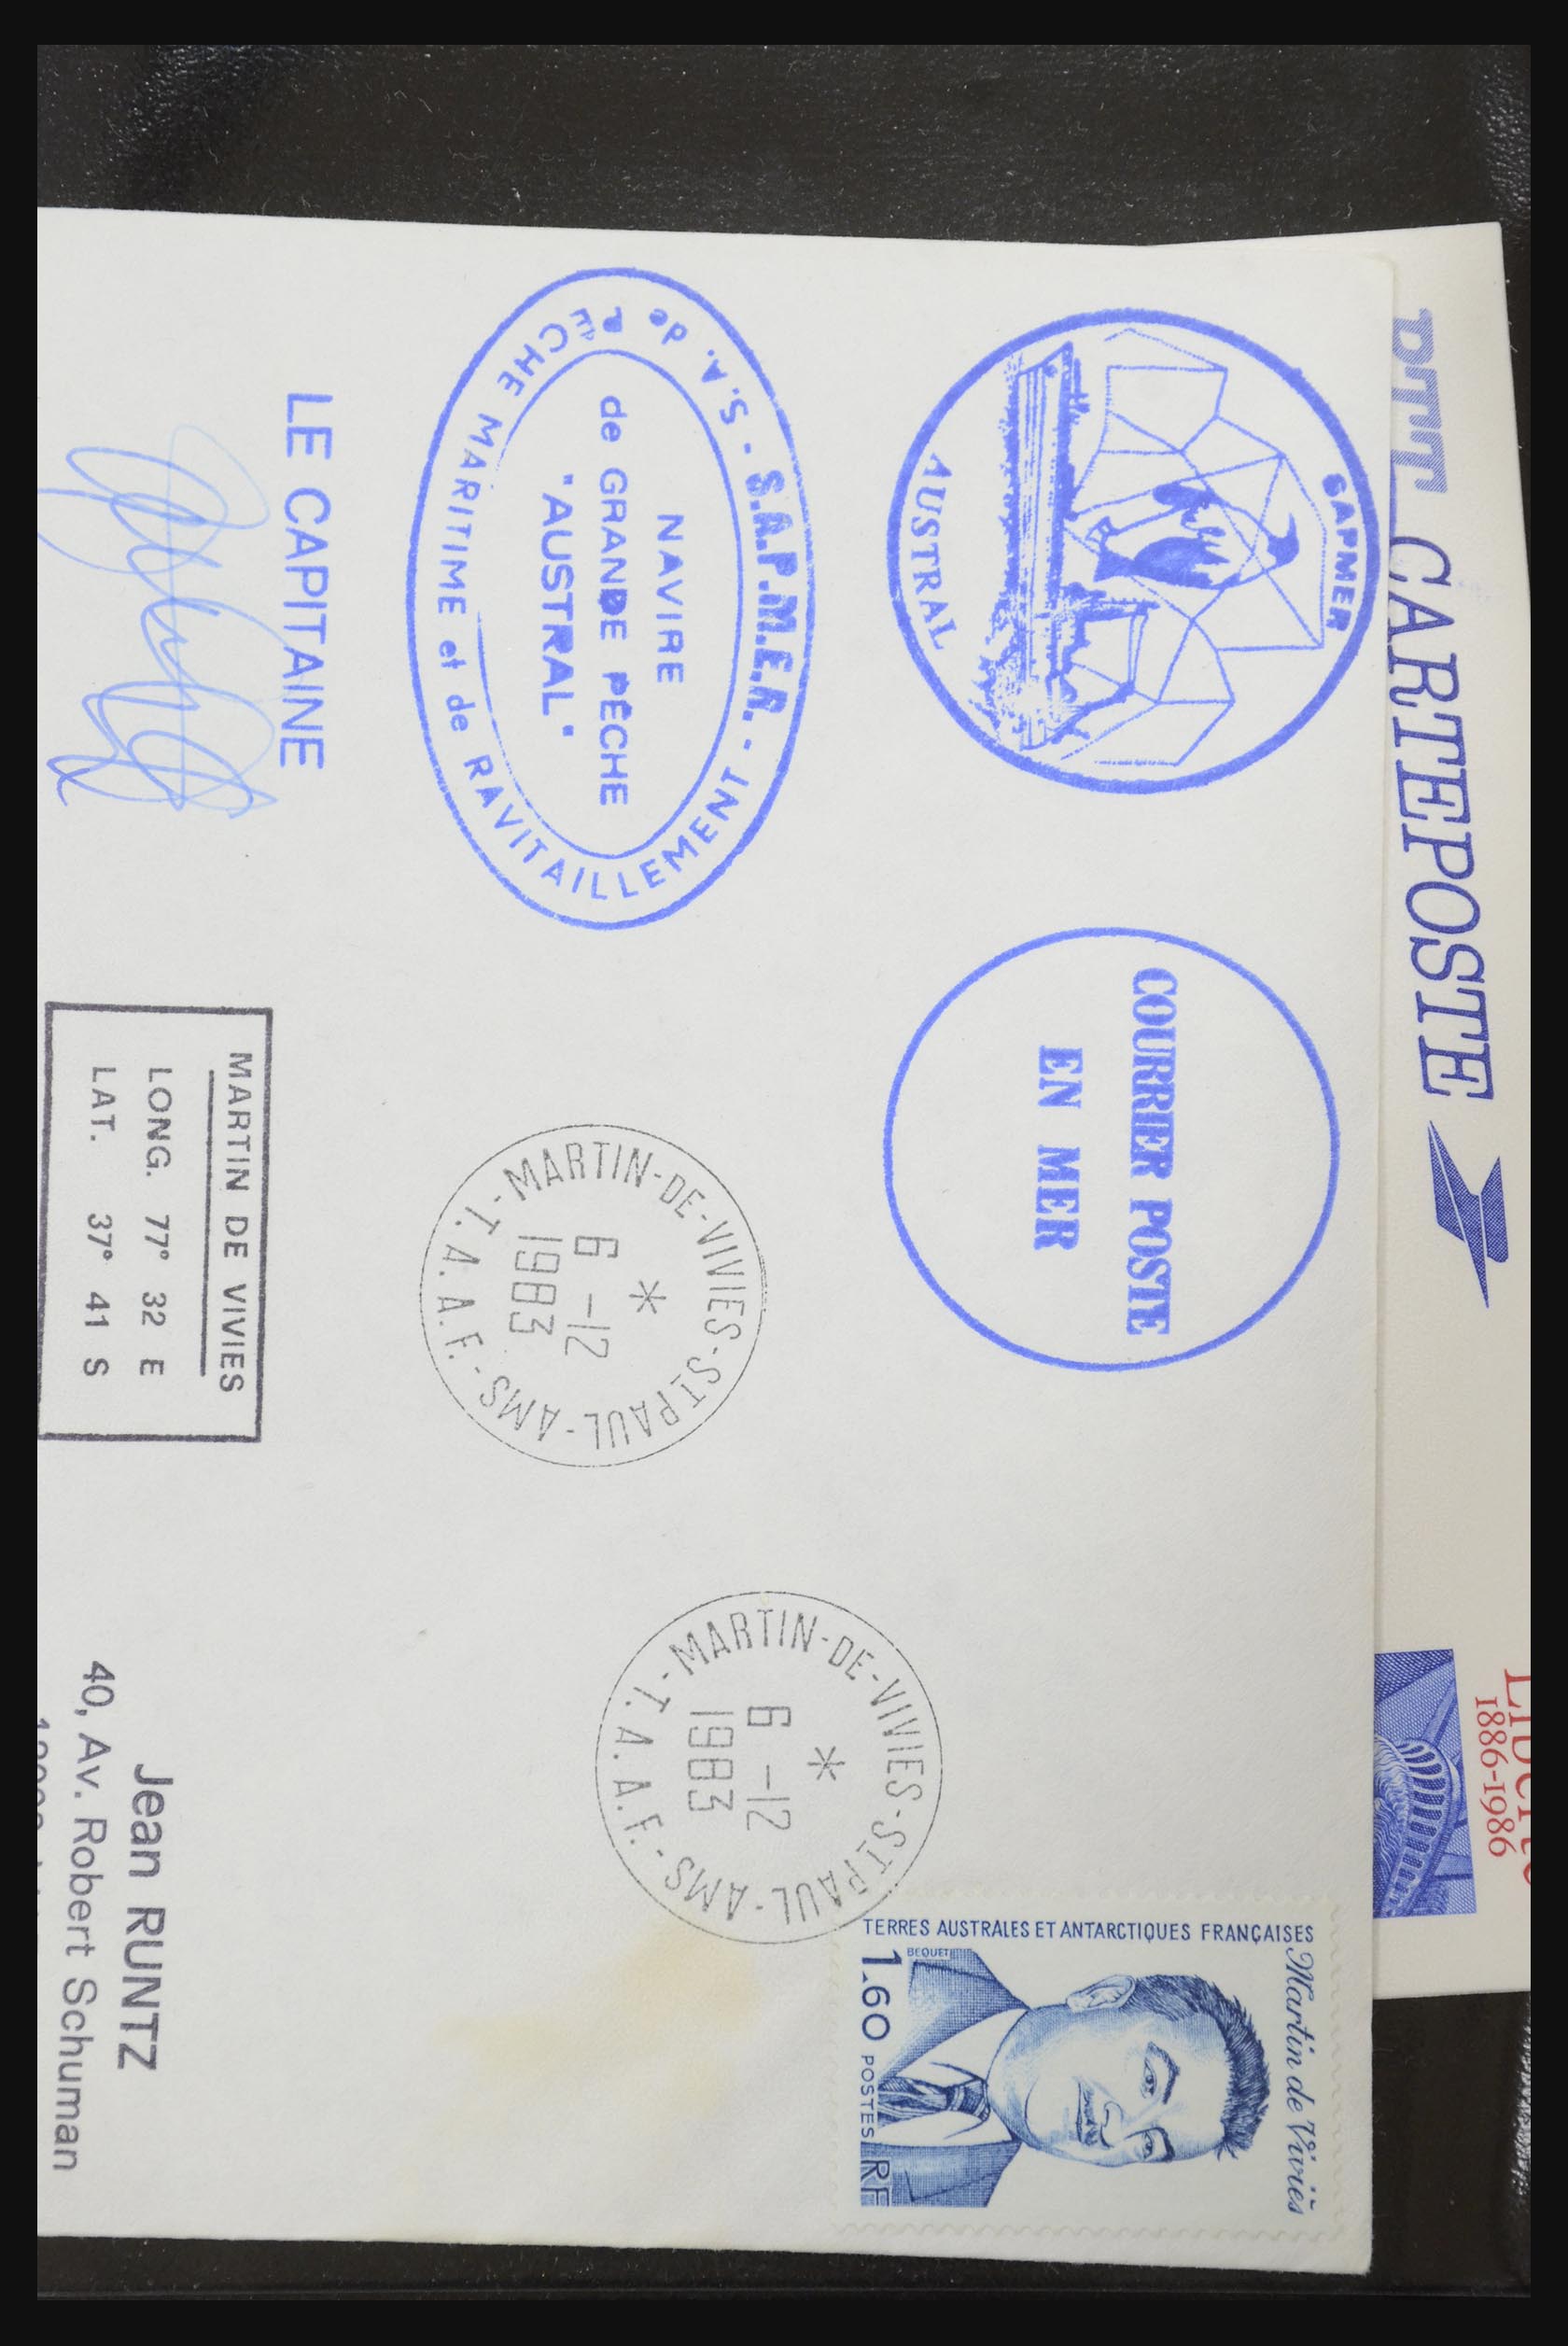 PTT CARTEPOSTE
1886-1986
SAPMER
AUSTRAL
COURRIER POSTE
EN MER
TERRES AUSTRALES ET ANTARCTIQUES FRANÇAISES
Martin de Viviès
BEQUET
1.60 POSTES RF
S.A. de PÊCHE MARITIME et de RAVITAILLEMENT - S.A.P.M.E.R. -
NAVIRE
de GRANDE PÊCHE
"AUSTRAL"
MARTIN-DE-VIVIES-ST PAUL-AMS-
T.A.A.F.-
*
6 -12
1983
MARTIN-DE-VIVIES-ST PAUL-AMS-
T.A.A.F.-
*
6 -12
1983
LE CAPITAINE
MARTIN DE VIVIES
LONG. 77° 32 E
LAT. 37° 41 S
Jean RUNTZ
40, Av. Robert Schuman